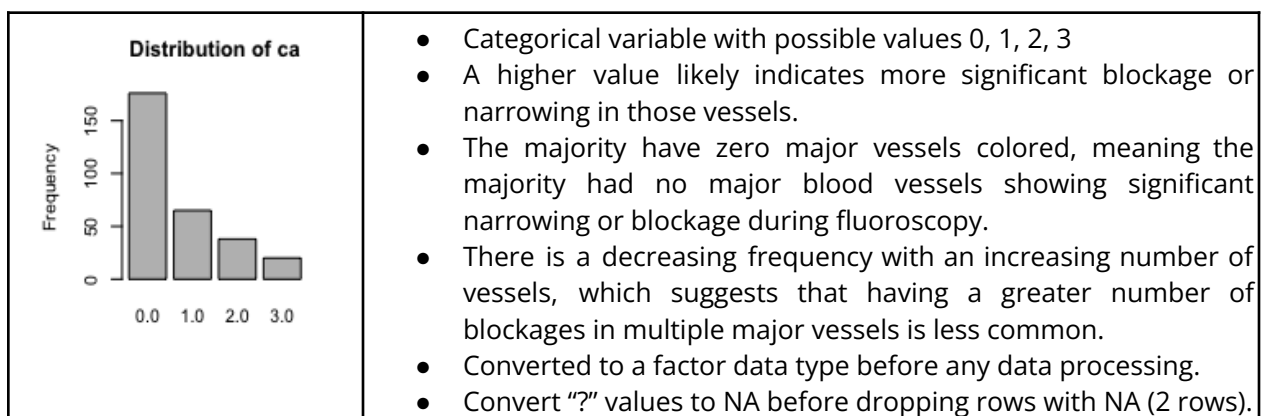 Distribution of ca
Frequency
150
100
50
0
0.0 1.0 2.0 3.0
● Categorical variable with possible values 0, 1, 2, 3
● A higher value likely indicates more significant blockage or
narrowing in those vessels.
● The majority have zero major vessels colored, meaning the
majority had no major blood vessels showing significant
narrowing or blockage during fluoroscopy.
● There is a decreasing frequency with an increasing number of
vessels, which suggests that having a greater number of
blockages in multiple major vessels is less common.
● Converted to a factor data type before any data processing.
● Convert “?” values to NA before dropping rows with NA (2 rows).